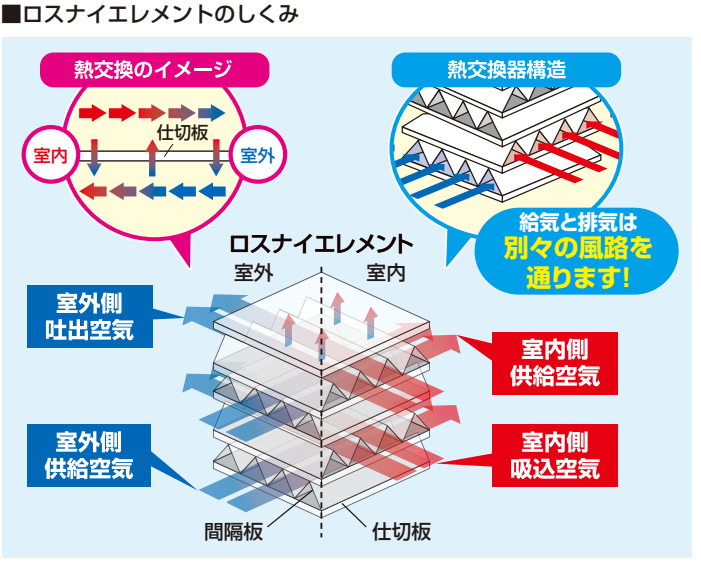 ■ロスナイエレメントのしくみ
熱交換のイメージ
仕切板
室内
室外
熱交換器構造
給気と排気は
別々の風路を
通ります!
ロスナイエレメント
室外
室内
室外側
吐出空気
室内側
供給空気
室外側
供給空気
室内側
吸込空気
間隔板
仕切板